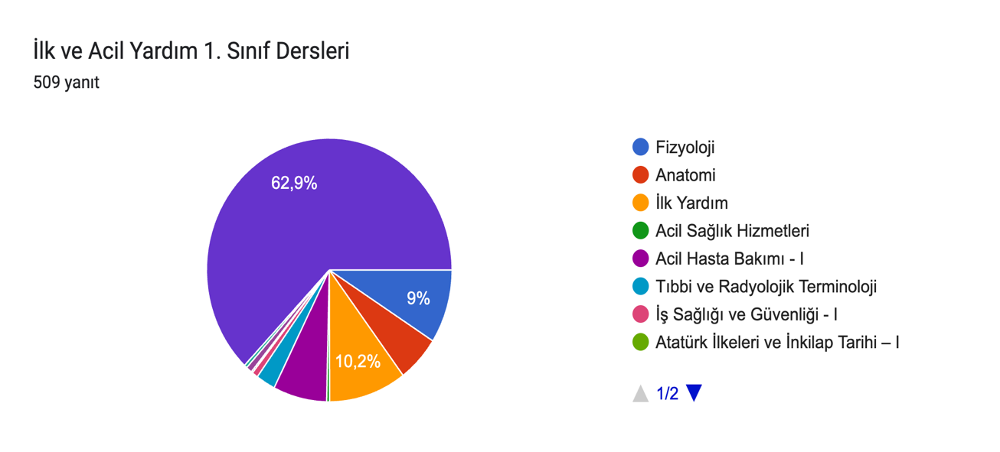 İlk ve Acil Yardım 1. Sınıf Dersleri
509 yanıt
62,9%
9%
10,2%
Fizyoloji
Anatomi
İlk Yardım
Acil Sağlık Hizmetleri
Acil Hasta Bakımı - I
Tıbbi ve Radyolojik Terminoloji
İş Sağlığı ve Güvenliği - I
Atatürk İlkeleri ve İnkilap Tarihi – I
1/2